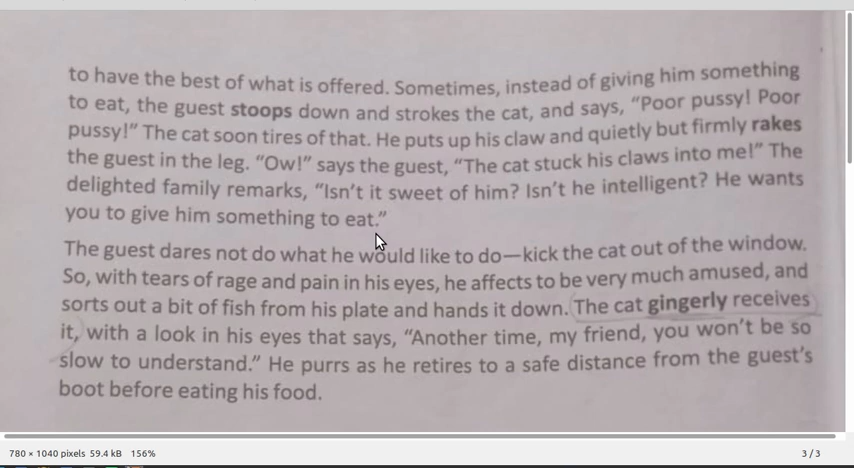 to have the best of what is offered. Sometimes, instead of giving him something
to eat, the guest stoops down and strokes the cat, and says, “Poor pussy! Poor
pussy!” The cat soon tires of that. He puts up his claw and quietly but firmly rakes
the guest in the leg. “Ow!” says the guest, “The cat stuck his claws into me!” The
delighted family remarks, “Isn’t it sweet of him? Isn’t he intelligent? He wants
you to give him something to eat.”
The guest dares not do what he would like to do—kick the cat out of the window.
So, with tears of rage and pain in his eyes, he affects to be very much amused, and
sorts out a bit of fish from his plate and hands it down. The cat gingerly receives
it, with a look in his eyes that says, “Another time, my friend, you won’t be so
slow to understand.” He purrs as he retires to a safe distance from the guest’s
boot before eating his food.
780 × 1040 pixels 59.4 kB 156%
3 / 3